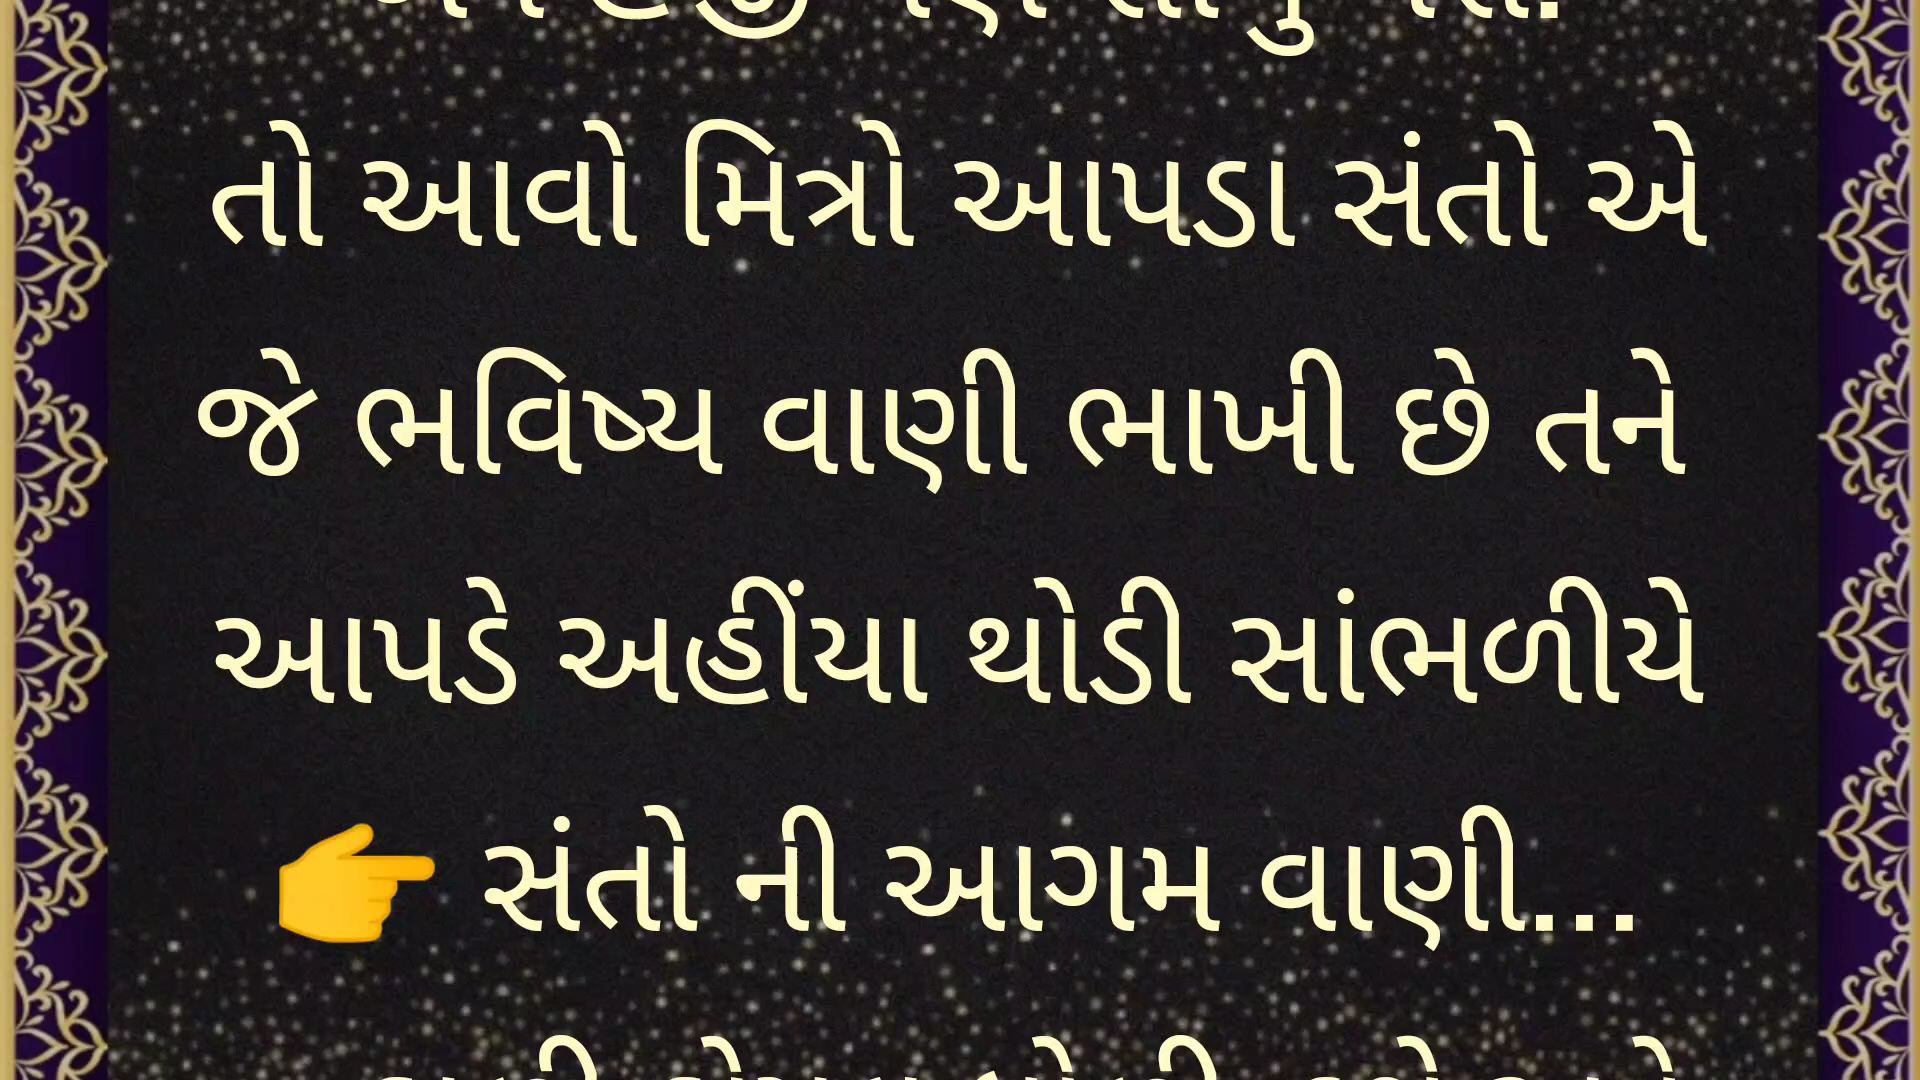 તો આવો મિત્રો આપડા સંતો એ
જે ભવિષ્ય વાણી ભાખી છે તને
આપડે અહીંયા થોડી સાંભળીયે
👉 સંતો ની આગમ વાણી...